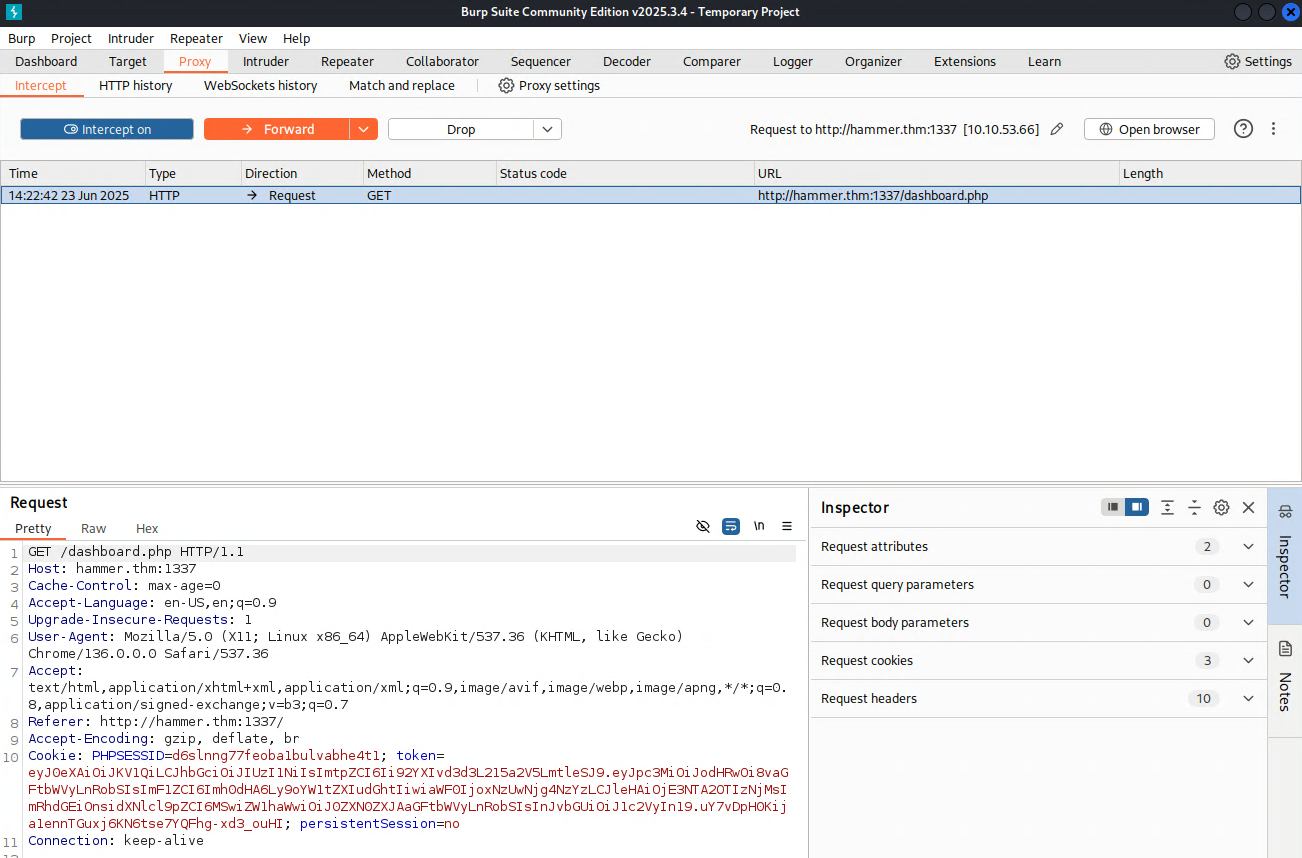 Burp Suite Community Edition v2025.3.4 - Temporary Project
Burp Project Intruder Repeater View Help
Dashboard Target Proxy Intruder Repeater Collaborator Sequencer Decoder Comparer Logger Organizer Extensions Learn Settings
Intercept HTTP history WebSockets history Match and replace Proxy settings
Intercept on Forward Drop Request to http://hammer.thm:1337 [10.10.53.66] Open browser
Time Type Direction Method Status code URL Length
14:22:42 23 Jun 2025 HTTP → Request GET http://hammer.thm:1337/dashboard.php
Request
Pretty Raw Hex \n
1 GET /dashboard.php HTTP/1.1
2 Host: hammer.thm:1337
3 Cache-Control: max-age=0
4 Accept-Language: en-US,en;q=0.9
5 Upgrade-Insecure-Requests: 1
6 User-Agent: Mozilla/5.0 (X11; Linux x86_64) AppleWebKit/537.36 (KHTML, like Gecko)
Chrome/136.0.0.0 Safari/537.36
7 Accept:
text/html,application/xhtml+xml,application/xml;q=0.9,image/avif,image/webp,image/apng,*/*;q=0.
8,application/signed-exchange;v=b3;q=0.7
8 Referer: http://hammer.thm:1337/
9 Accept-Encoding: gzip, deflate, br
10 Cookie: PHPSESSID=d6slnng77feoba1bulvabhe4t1; token=
eyJ0eXAiOiJKV1QiLCJhbGciOiJIUzI1NiIsImtpZCI6Ii92YXIvd3d3L215a2V5LmtleSJ9.eyJpc3MiOiJodHRwOi8vaG
FtbWVyLnRobSIsImF1ZCI6Imh0dHA6Ly9oYW1tZXIudGhtIiwiaWF0IjoxNzUwNjg4NzYzLCJleHAiOjE3NTA2OTIzNjMsI
mRhdGEiOnsidXNlcl9pZCI6MSwiZW1haWwiOiJ0ZXN0ZXJAaGFtbWVyLnRobSIsInJvbGUiOiJ1c2VyIn19.uY7vDpH0Kij
a1ennTGuxj6KN6tse7YQFhg-xd3_ouHI; persistentSession=no
11 Connection: keep-alive
Inspector
Request attributes 2
Request query parameters 0
Request body parameters 0
Request cookies 3
Request headers 10
Inspector
Notes